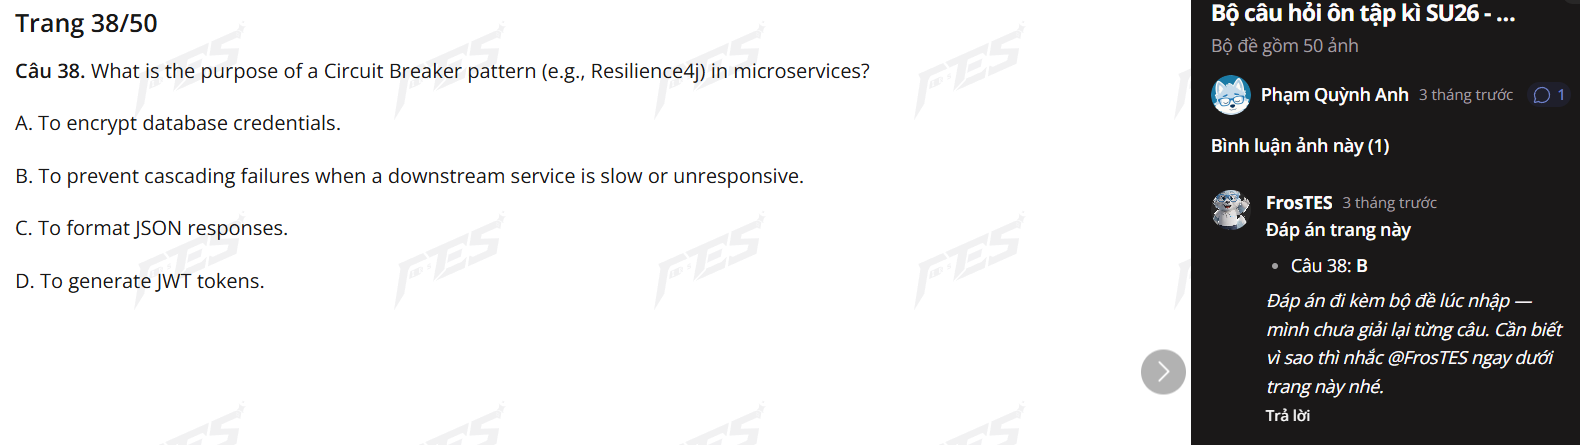 Trang 38/50
Câu 38. What is the purpose of a Circuit Breaker pattern (e.g., Resilience4j) in microservices?
A. To encrypt database credentials.
B. To prevent cascading failures when a downstream service is slow or unresponsive.
C. To format JSON responses.
D. To generate JWT tokens.
Bộ câu hỏi ôn tập kì SU26 - ...
Bộ đề gồm 50 ảnh
Phạm Quỳnh Anh 3 tháng trước 1
Bình luận ảnh này (1)
FrosTES 3 tháng trước
Đáp án trang này
• Câu 38: B
Đáp án đi kèm bộ đề lúc nhập —
mình chưa giải lại từng câu. Cần biết
vì sao thì nhắc @FrosTES ngay dưới
trang này nhé.
Trả lời